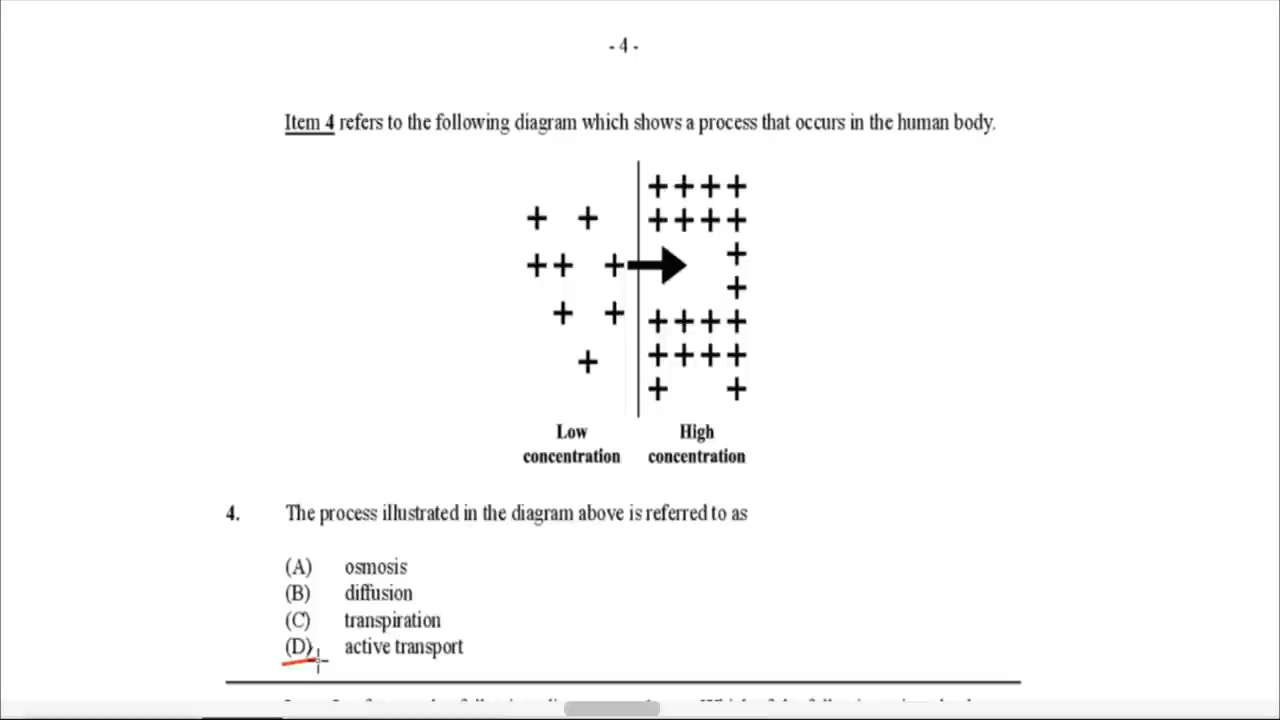 - 4 -
Item 4 refers to the following diagram which shows a process that occurs in the human body.
Low concentration
High concentration
4. The process illustrated in the diagram above is referred to as
(A) osmosis
(B) diffusion
(C) transpiration
(D) active transport